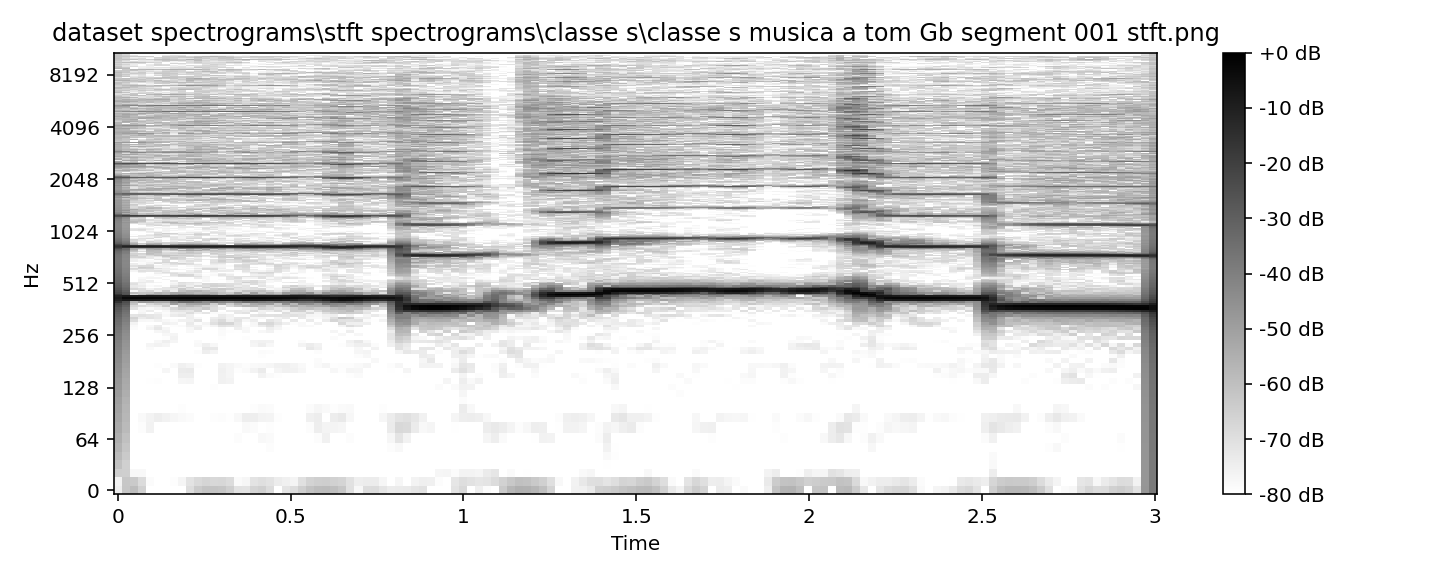 dataset spectrograms\stft spectrograms\classe s\classe s musica a tom Gb segment 001 stft.png
8192
4096
2048
1024
512
256
128
64
0
Hz
0
0.5
1
1.5
2
2.5
3
Time
+0 dB
-10 dB
-20 dB
-30 dB
-40 dB
-50 dB
-60 dB
-70 dB
-80 dB